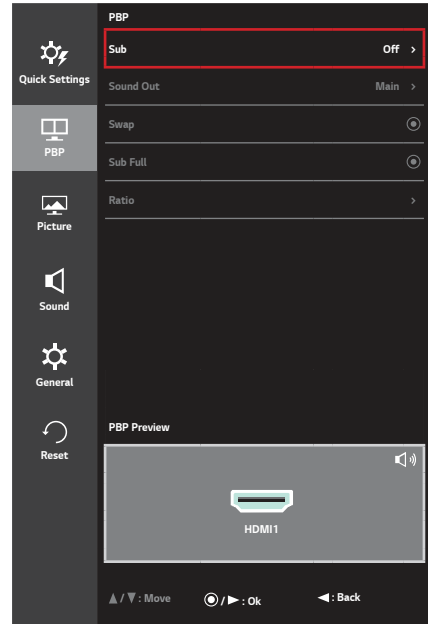 PBP
Sub Off >
Quick Settings
Sound Out Main >
Swap
PBP
Sub Full
Ratio >
Picture
Sound
General
PBP Preview
Reset
HDMI1
▲/▼ : Move ◉/► : Ok ◄ : Back